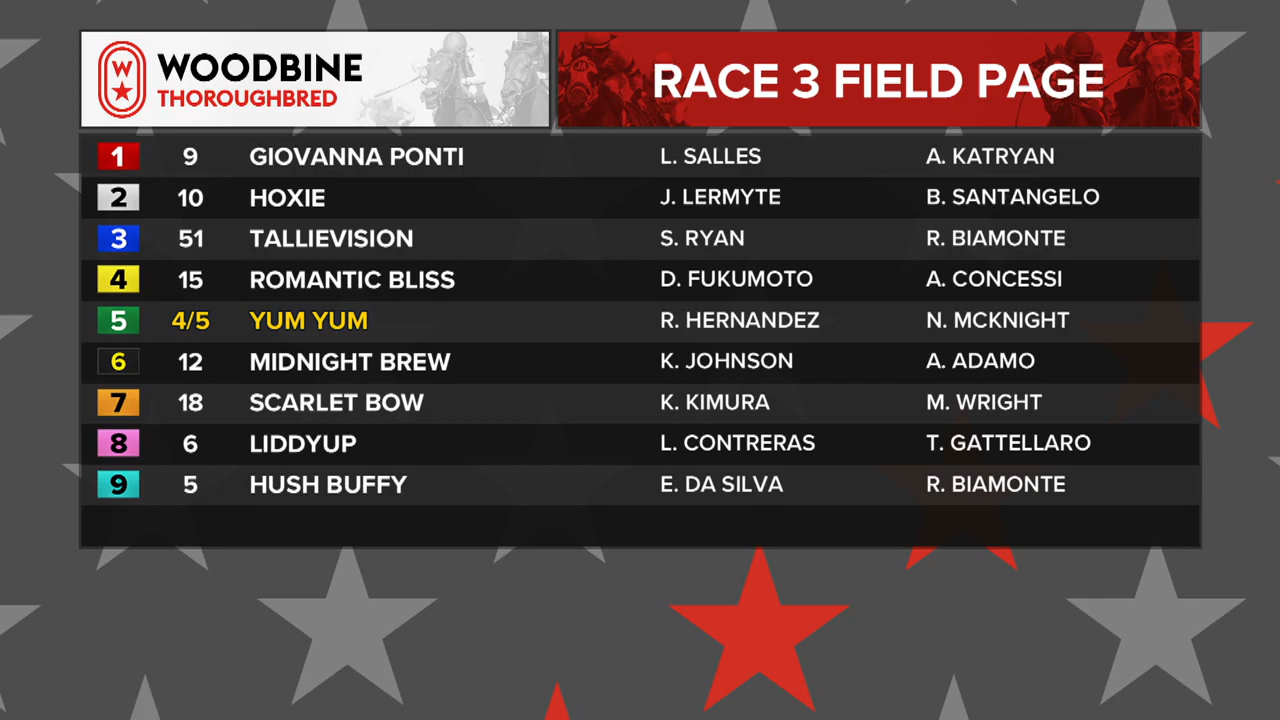 W
WOODBINE
THOROUGHBRED
RACE 3 FIELD PAGE
1 9 GIOVANNA PONTI L. SALLES A. KATRYAN
2 10 HOXIE J. LERMYTE B. SANTANGELO
3 51 TALLIEVISION S. RYAN R. BIAMONTE
4 15 ROMANTIC BLISS D. FUKUMOTO A. CONCESSI
5 4/5 YUM YUM R. HERNANDEZ N. MCKNIGHT
6 12 MIDNIGHT BREW K. JOHNSON A. ADAMO
7 18 SCARLET BOW K. KIMURA M. WRIGHT
8 6 LIDDYUP L. CONTRERAS T. GATTELLARO
9 5 HUSH BUFFY E. DA SILVA R. BIAMONTE